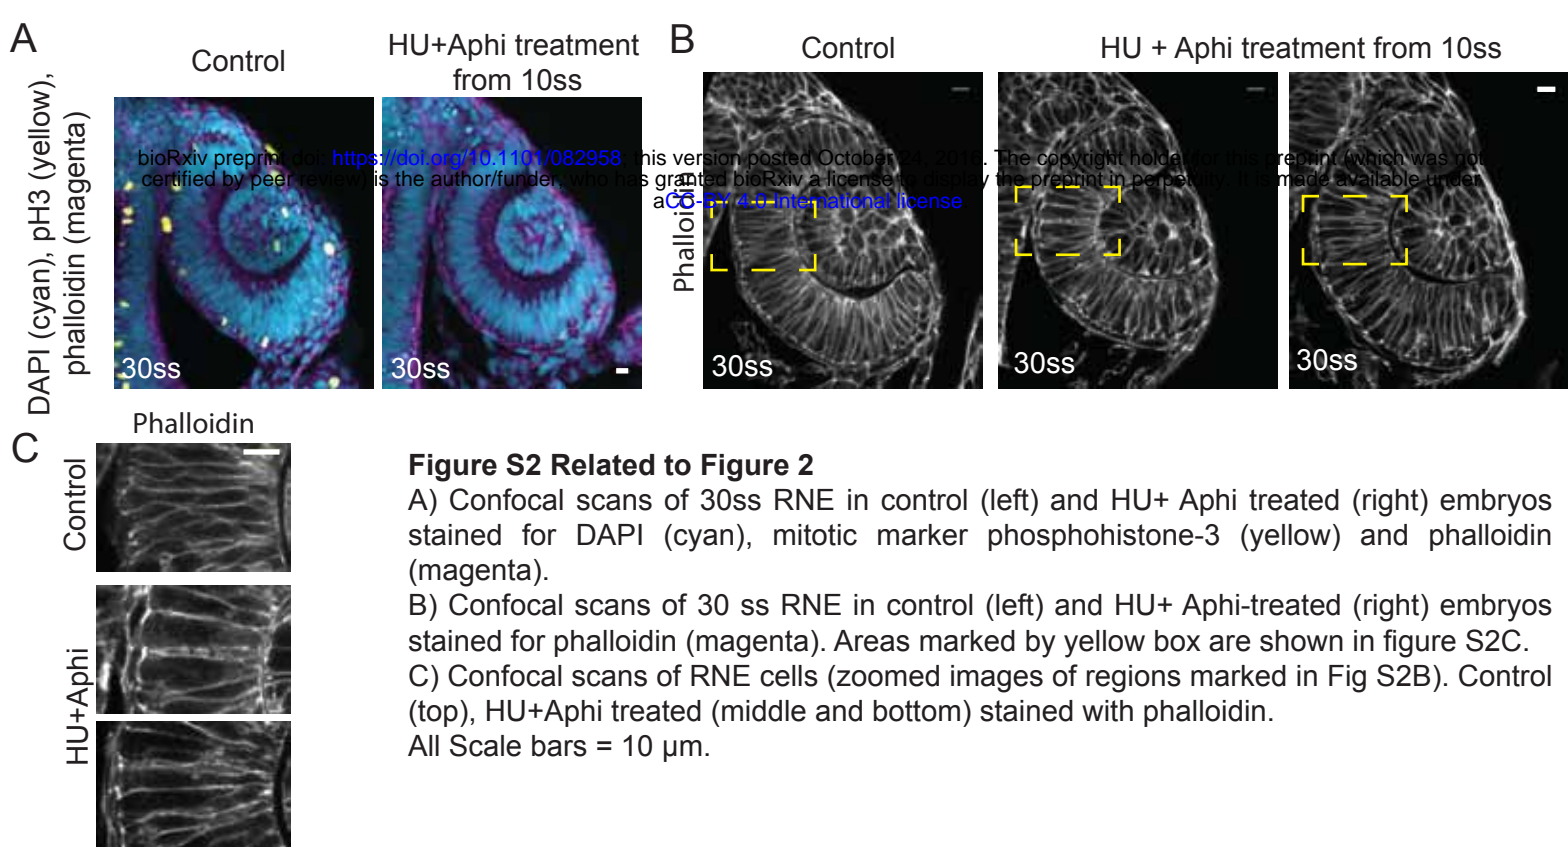 A
Control
HU+Aphi treatment
from 10ss
DAPI (cyan), pH3 (yellow),
phalloidin (magenta)
30ss
30ss
B
Control
HU + Aphi treatment from 10ss
Phalloidin
30ss
30ss
30ss
bioRxiv preprint doi: https://doi.org/10.1101/082958; this version posted October 24, 2016. The copyright holder for this preprint (which was not
certified by peer review) is the author/funder, who has granted bioRxiv a license to display the preprint in perpetuity. It is made available under
aCC-BY 4.0 International license
C
Phalloidin
Control
HU+Aphi
Figure S2 Related to Figure 2
A) Confocal scans of 30ss RNE in control (left) and HU+ Aphi treated (right) embryos
stained for DAPI (cyan), mitotic marker phosphohistone-3 (yellow) and phalloidin
(magenta).
B) Confocal scans of 30 ss RNE in control (left) and HU+ Aphi-treated (right) embryos
stained for phalloidin (magenta). Areas marked by yellow box are shown in figure S2C.
C) Confocal scans of RNE cells (zoomed images of regions marked in Fig S2B). Control
(top), HU+Aphi treated (middle and bottom) stained with phalloidin.
All Scale bars = 10 µm.